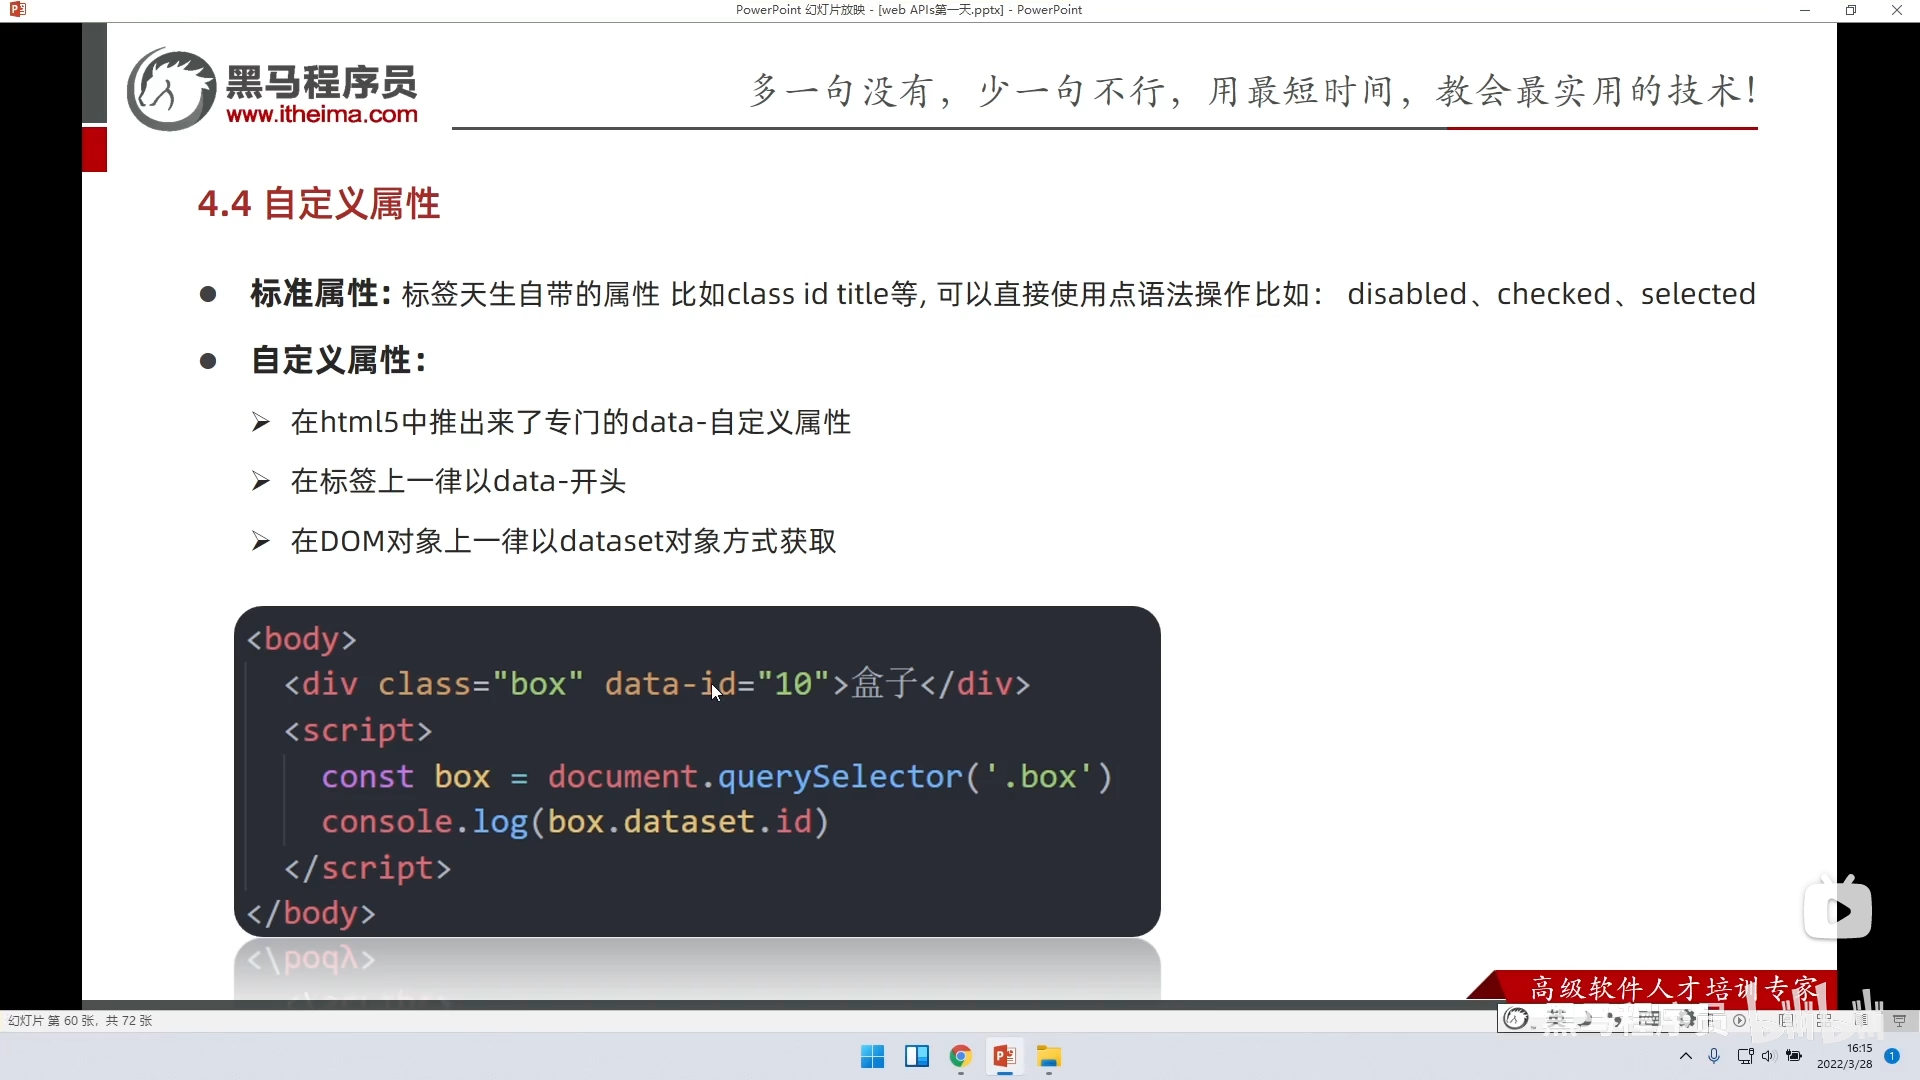 PowerPoint 幻灯片放映 - [web APIs第一天.pptx] - PowerPoint
黑马程序员
www.itheima.com
多一句没有，少一句不行，用最短时间，教会最实用的技术！
4.4 自定义属性
● 标准属性: 标签天生自带的属性 比如class id title等, 可以直接使用点语法操作比如： disabled、checked、selected
● 自定义属性：
➢ 在html5中推出来了专门的data-自定义属性
➢ 在标签上一律以data-开头
➢ 在DOM对象上一律以dataset对象方式获取
<body>
<div class="box" data-id="10">盒子</div>
<script>
const box = document.querySelector('.box')
console.log(box.dataset.id)
</script>
</body>
高级软件人才培训专家
幻灯片 第 60 张，共 72 张
英
黑马程序员
bilibili
16:15
2022/3/28
1